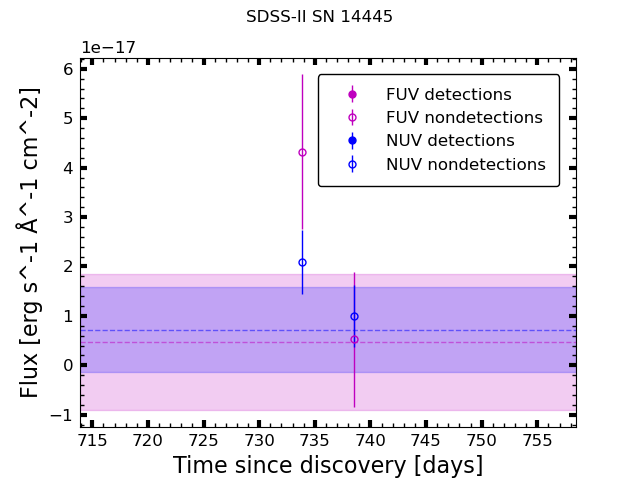 SDSS-II SN 14445
1e−17
6
5
4
3
2
1
0
−1
Flux [erg s^-1 Å^-1 cm^-2]
FUV detections
FUV nondetections
NUV detections
NUV nondetections
715 720 725 730 735 740 745 750 755
Time since discovery [days]